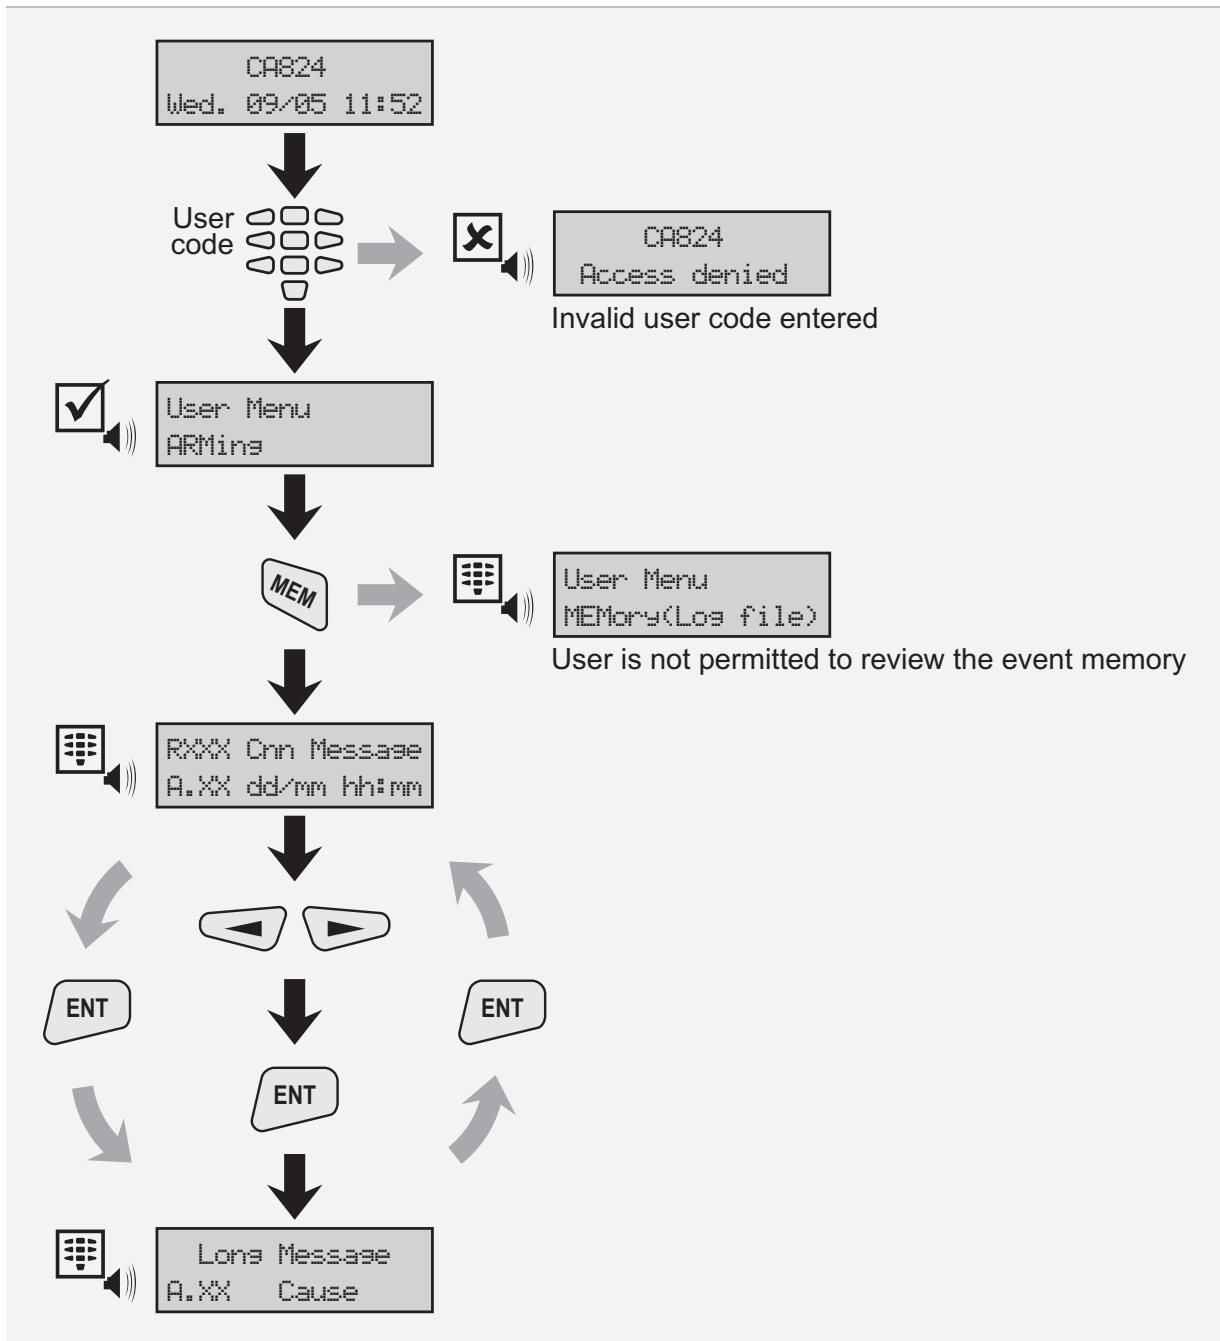 CA824
Wed. 09/05 11:52
User
code
CA824
Access denied
Invalid user code entered
User Menu
ARMing
MEM
User Menu
MEMory(Log file)
User is not permitted to review the event memory
RXXX Cnn Message
A.XX dd/mm hh:mm
ENT
ENT
ENT
Long Message
A.XX Cause